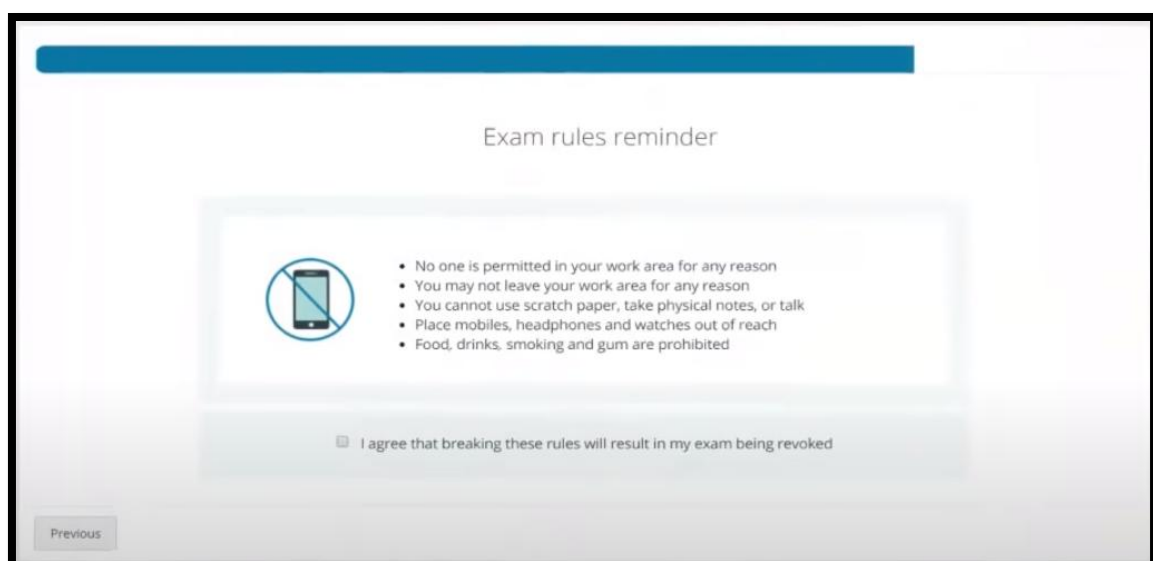 Exam rules reminder
• No one is permitted in your work area for any reason
• You may not leave your work area for any reason
• You cannot use scratch paper, take physical notes, or talk
• Place mobiles, headphones and watches out of reach
• Food, drinks, smoking and gum are prohibited
I agree that breaking these rules will result in my exam being revoked
Previous